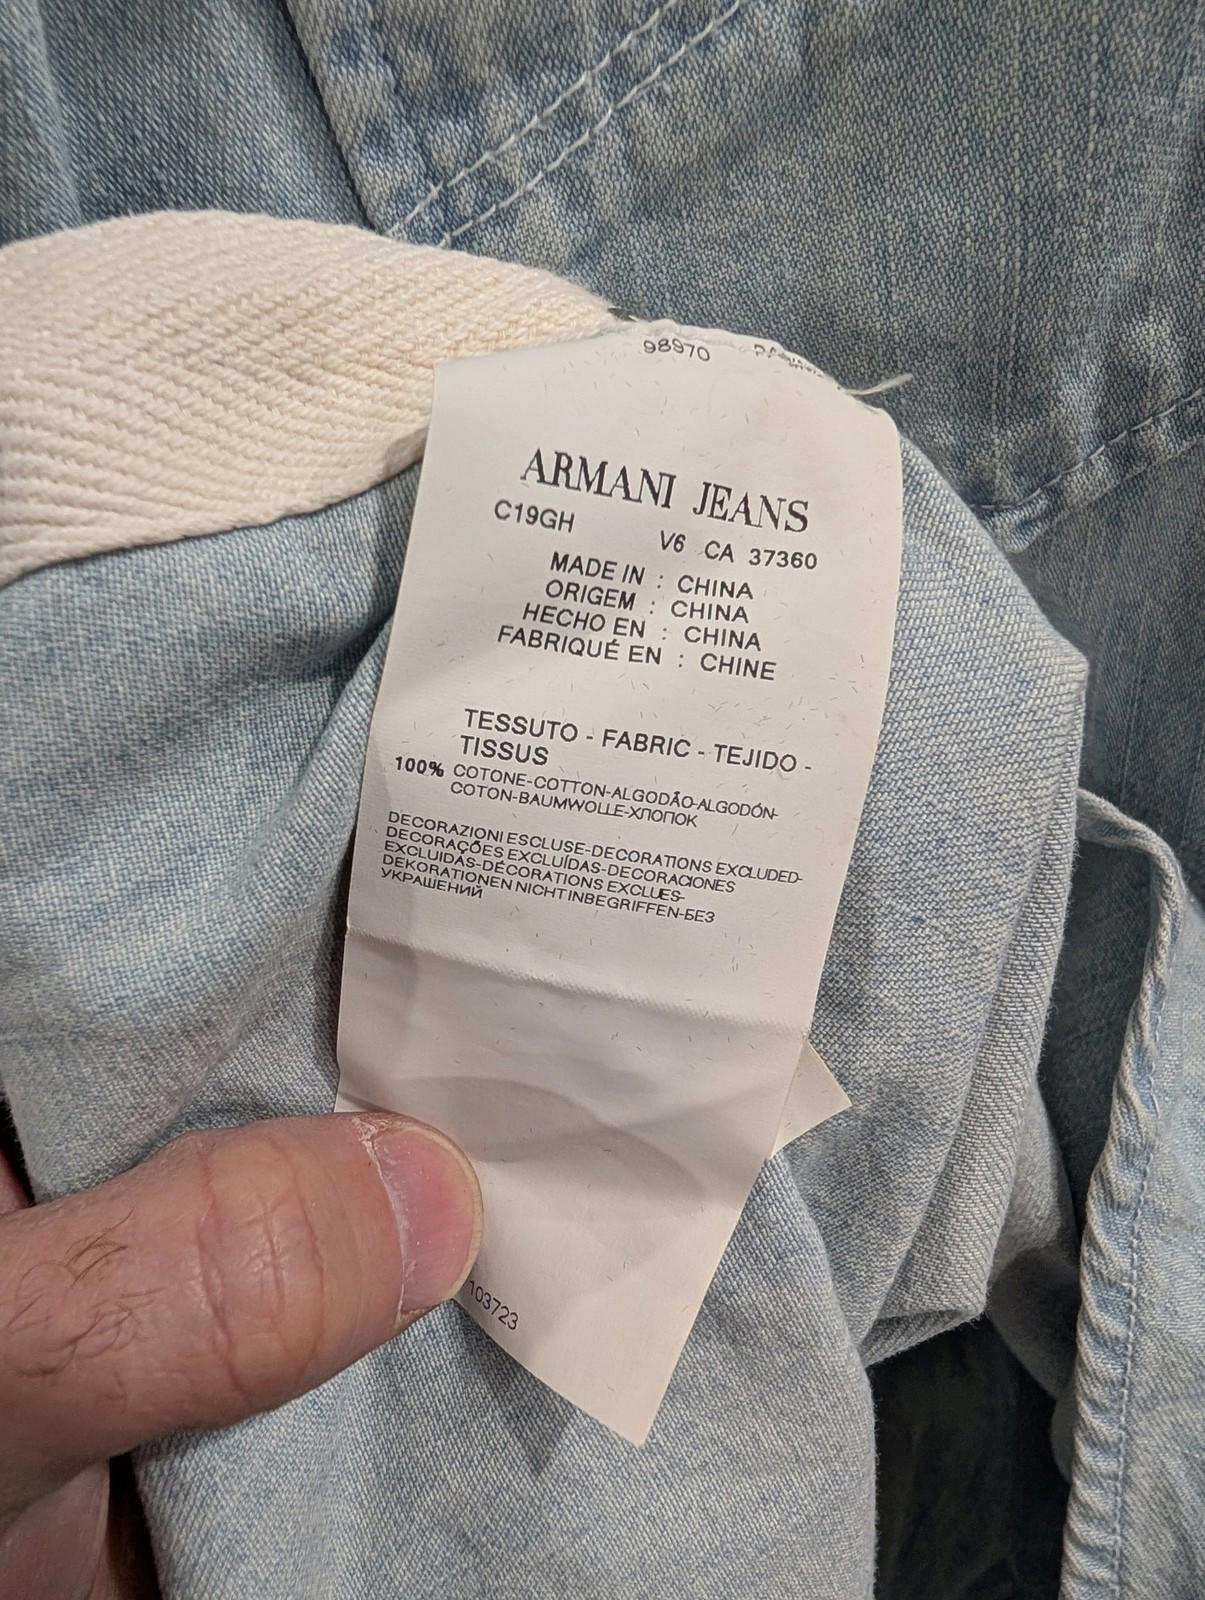 98970
ARMANI JEANS
C19GH V6 CA 37360
MADE IN : CHINA
ORIGEM : CHINA
HECHO EN : CHINA
FABRIQUÉ EN : CHINE
TESSUTO - FABRIC - TEJIDO -
TISSUS
100% COTONE-COTTON-ALGODÃO-ALGODÓN-
COTON-BAUMWOLLE-ХЛОПОК
DECORAZIONI ESCLUSE-DECORATIONS EXCLUDED-
DECORAÇÕES EXCLUÍDAS-DECORACIONES
EXCLUIDAS-DÉCORATIONS EXCLUES-
DEKORATIONEN NICHT INBEGRIFFEN-БЕЗ
УКРАШЕНИЙ
103723